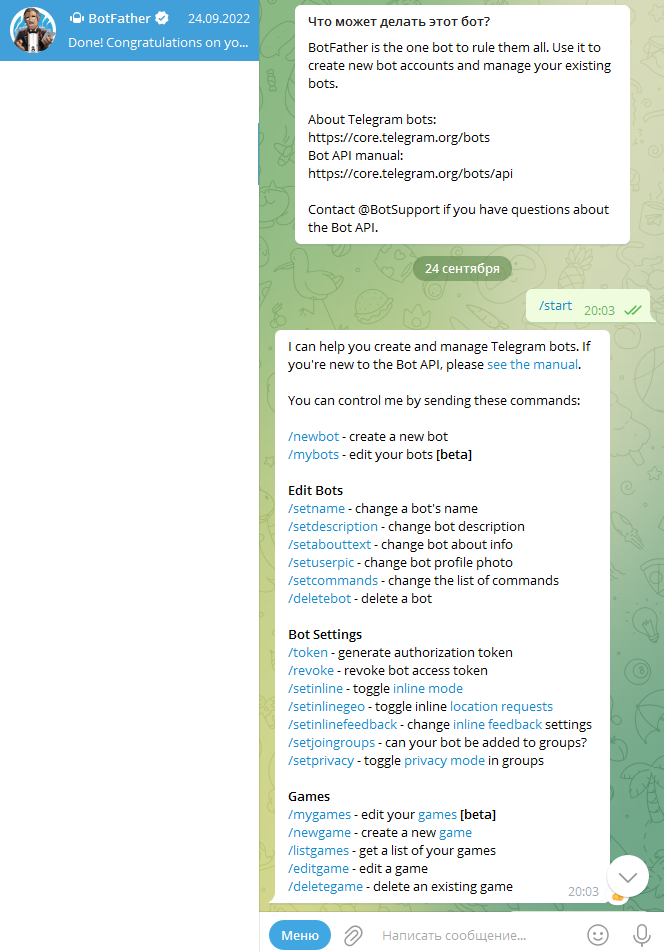 BotFather 24.09.2022
Done! Congratulations on yo...
Что может делать этот бот?
BotFather is the one bot to rule them all. Use it to
create new bot accounts and manage your existing
bots.
About Telegram bots:
https://core.telegram.org/bots
Bot API manual:
https://core.telegram.org/bots/api
Contact @BotSupport if you have questions about
the Bot API.
24 сентября
/start 20:03
I can help you create and manage Telegram bots. If
you're new to the Bot API, please see the manual.
You can control me by sending these commands:
/newbot - create a new bot
/mybots - edit your bots [beta]
Edit Bots
/setname - change a bot's name
/setdescription - change bot description
/setabouttext - change bot about info
/setuserpic - change bot profile photo
/setcommands - change the list of commands
/deletebot - delete a bot
Bot Settings
/token - generate authorization token
/revoke - revoke bot access token
/setinline - toggle inline mode
/setinlinegeo - toggle inline location requests
/setinlinefeedback - change inline feedback settings
/setjoingroups - can your bot be added to groups?
/setprivacy - toggle privacy mode in groups
Games
/mygames - edit your games [beta]
/newgame - create a new game
/listgames - get a list of your games
/editgame - edit a game
/deletegame - delete an existing game 20:03
Меню Написать сообщение...